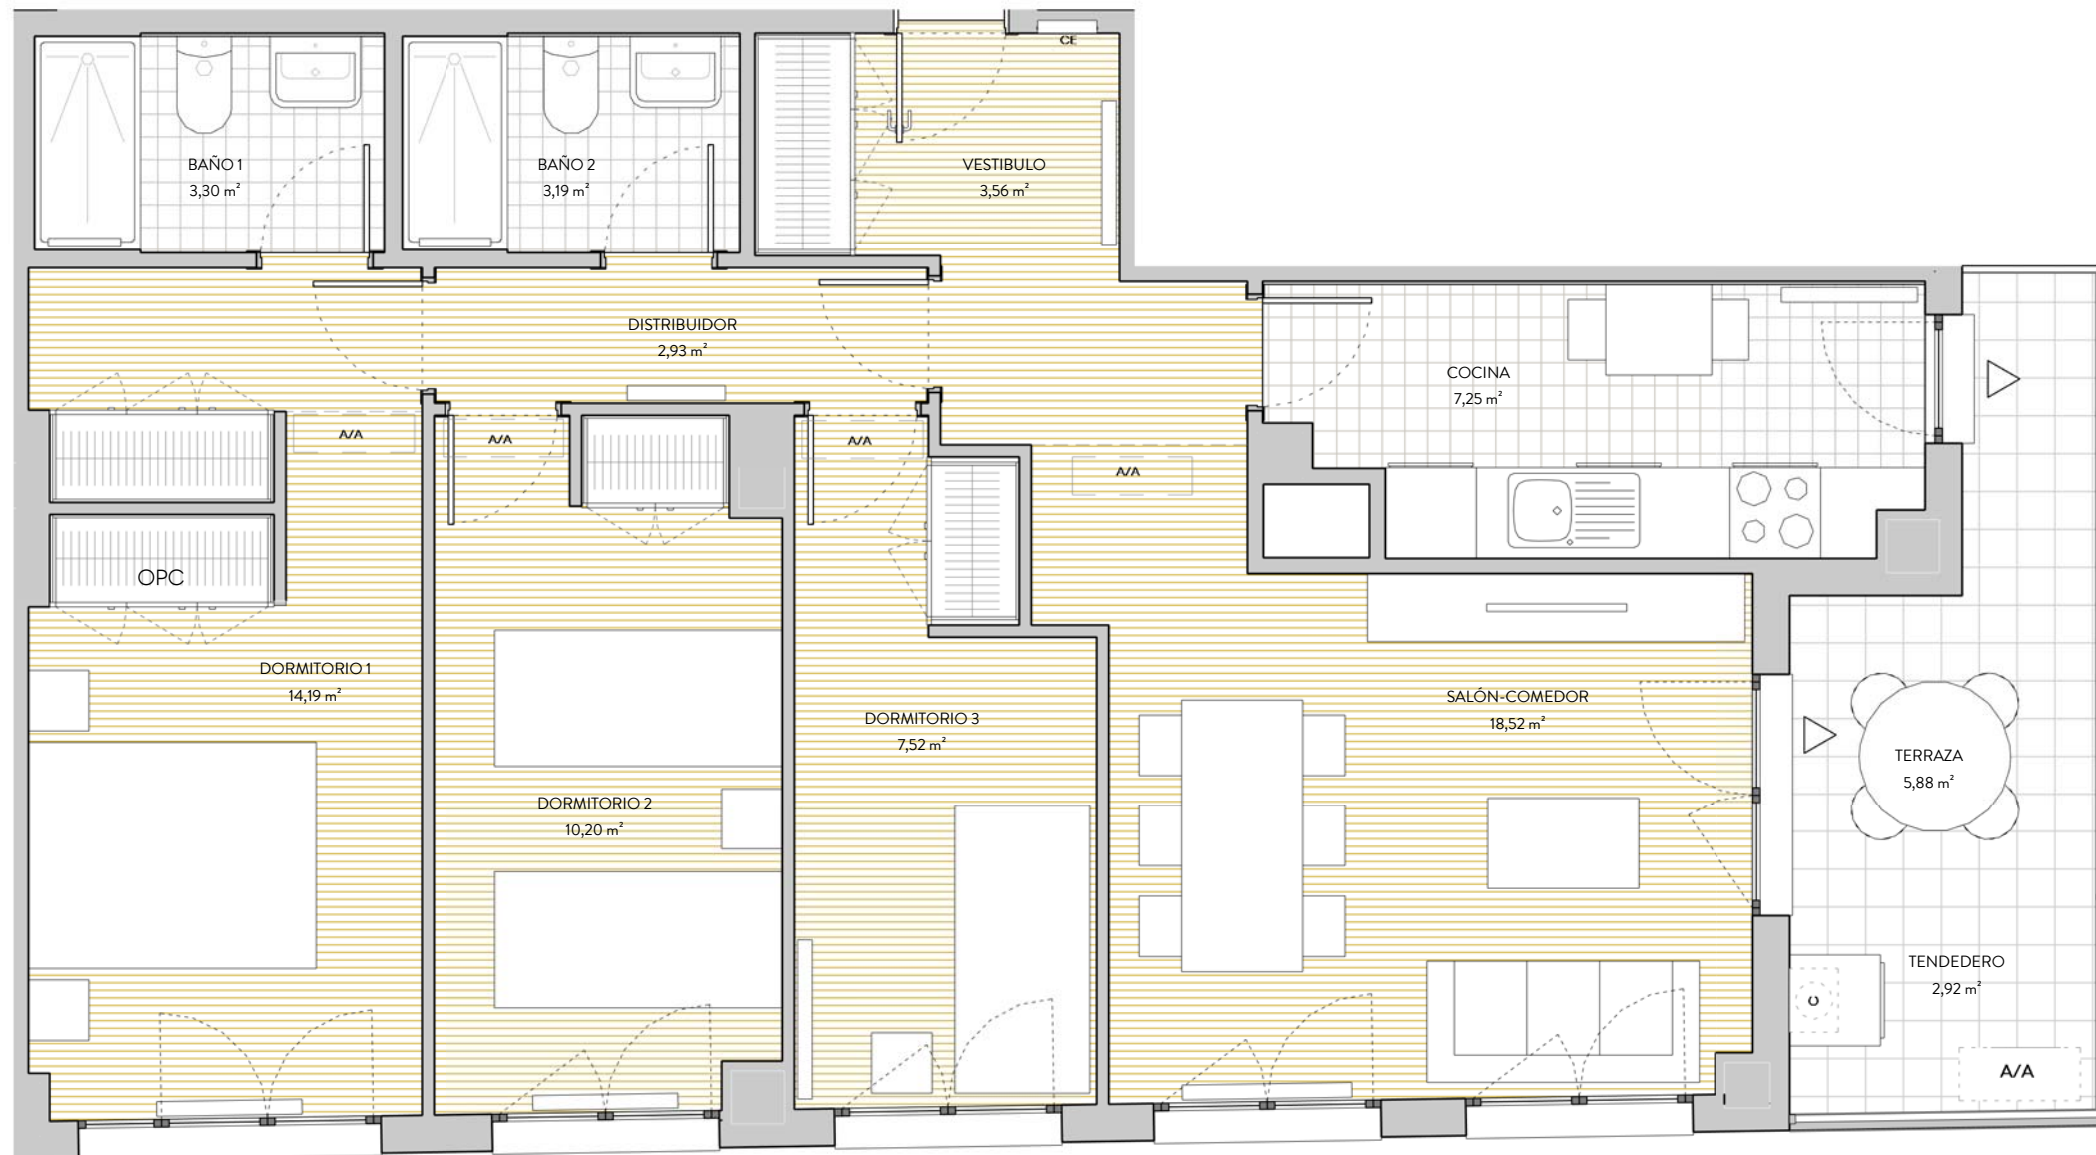 CE
BAÑO 1
3,30 m²
BAÑO 2
3,19 m²
VESTIBULO
3,56 m²
DISTRIBUIDOR
2,93 m²
COCINA
7,25 m²
A/A
A/A
A/A
A/A
OPC
DORMITORIO 1
14,19 m²
DORMITORIO 2
10,20 m²
DORMITORIO 3
7,52 m²
SALÓN-COMEDOR
18,52 m²
TERRAZA
5,88 m²
TENDEDERO
2,92 m²
C
A/A